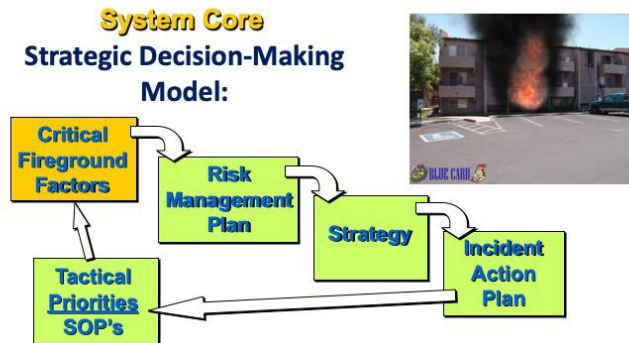 System Core
Strategic Decision-Making
Model:
Critical
Fireground
Factors
Risk
Management
Plan
Strategy
Incident
Action
Plan
Tactical
Priorities
SOP's
BLUE CARD